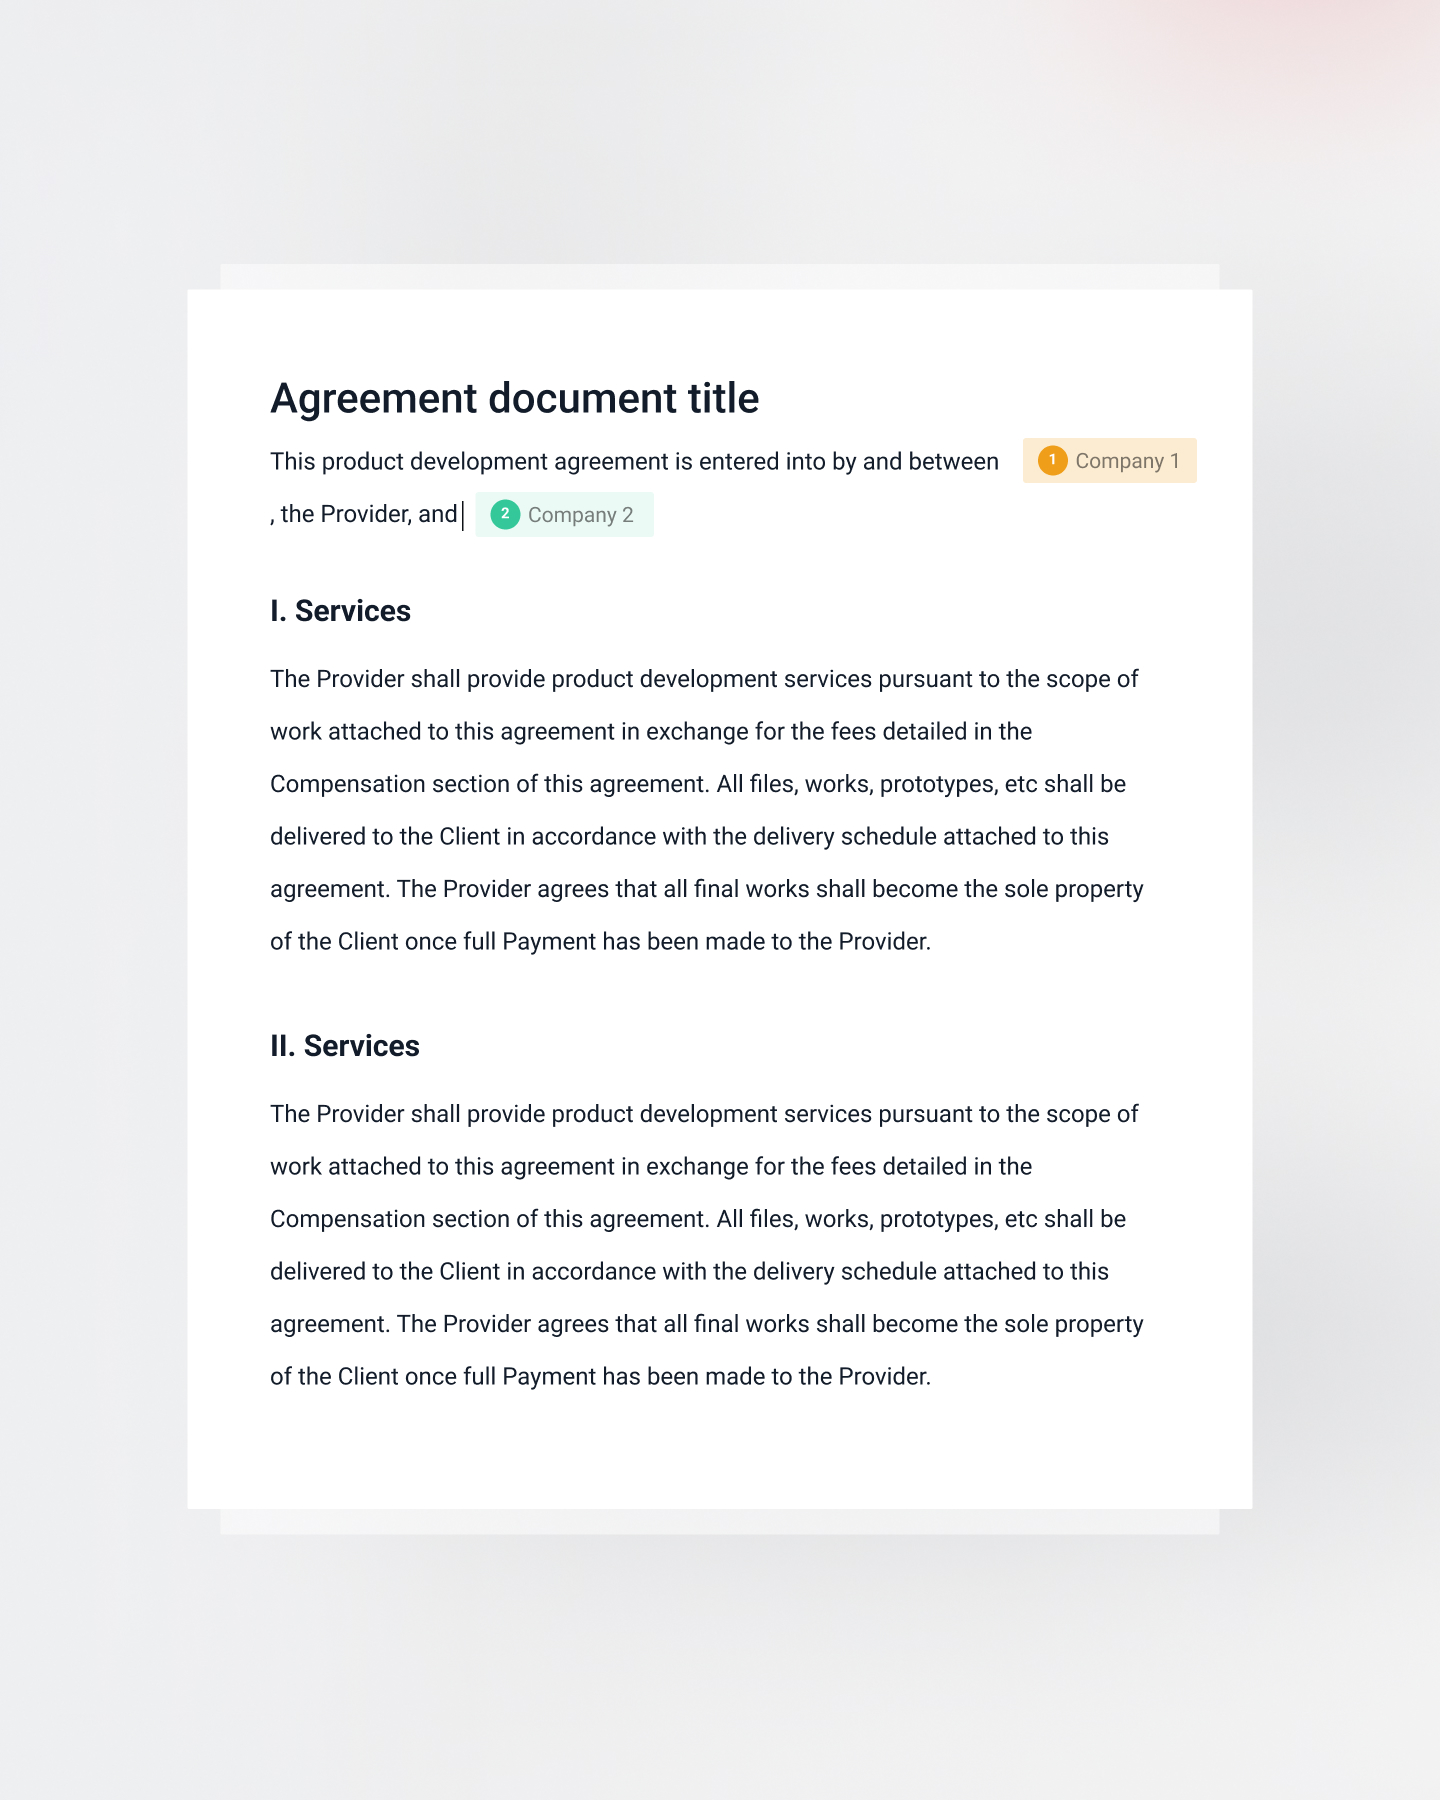 Agreement document title
This product development agreement is entered into by and between 1 Company 1
, the Provider, and 2 Company 2
I. Services
The Provider shall provide product development services pursuant to the scope of
work attached to this agreement in exchange for the fees detailed in the
Compensation section of this agreement. All files, works, prototypes, etc shall be
delivered to the Client in accordance with the delivery schedule attached to this
agreement. The Provider agrees that all final works shall become the sole property
of the Client once full Payment has been made to the Provider.
II. Services
The Provider shall provide product development services pursuant to the scope of
work attached to this agreement in exchange for the fees detailed in the
Compensation section of this agreement. All files, works, prototypes, etc shall be
delivered to the Client in accordance with the delivery schedule attached to this
agreement. The Provider agrees that all final works shall become the sole property
of the Client once full Payment has been made to the Provider.